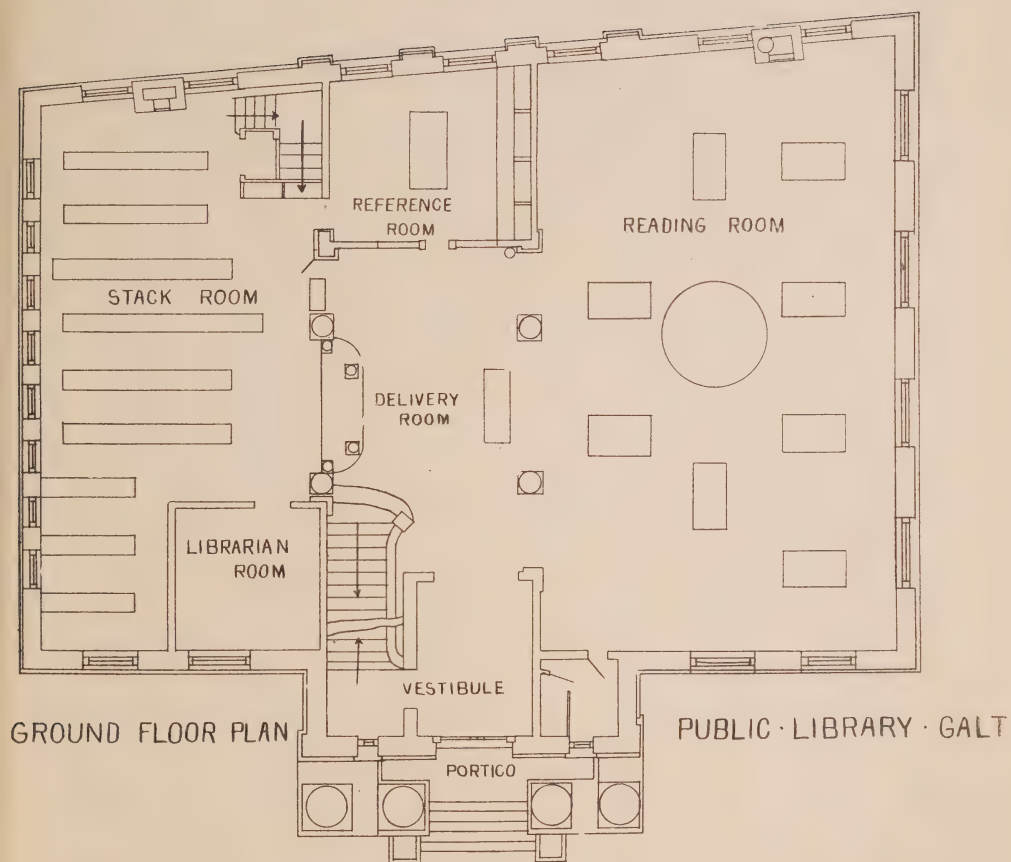 REFERENCE
ROOM
READING ROOM
STACK ROOM
DELIVERY
ROOM
LIBRARIAN
ROOM
VESTIBULE
GROUND FLOOR PLAN
PUBLIC·LIBRARY·GALT
PORTICO